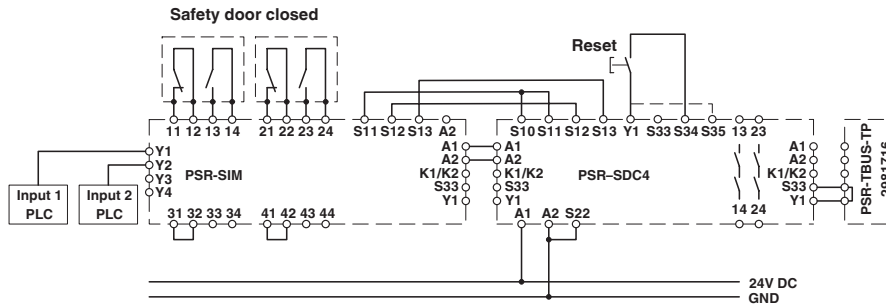 Safety door closed
Reset
11 12 13 14 21 22 23 24 S11 S12 S13 A2 S10 S11 S12 S13 Y1 S33 S34 S35 13 23
Y1
Y2
Y3
Y4
PSR-SIM
A1
A2
K1/K2
S33
Y1
A1
A2
K1/K2
S33
Y1
PSR–SDC4
A1
A2
K1/K2
S33
Y1
PSR-TBUS-TP
2981716
Input 1
PLC
Input 2
PLC
31 32 33 34 41 42 43 44 A1 A2 S22 14 24
24V DC
GND